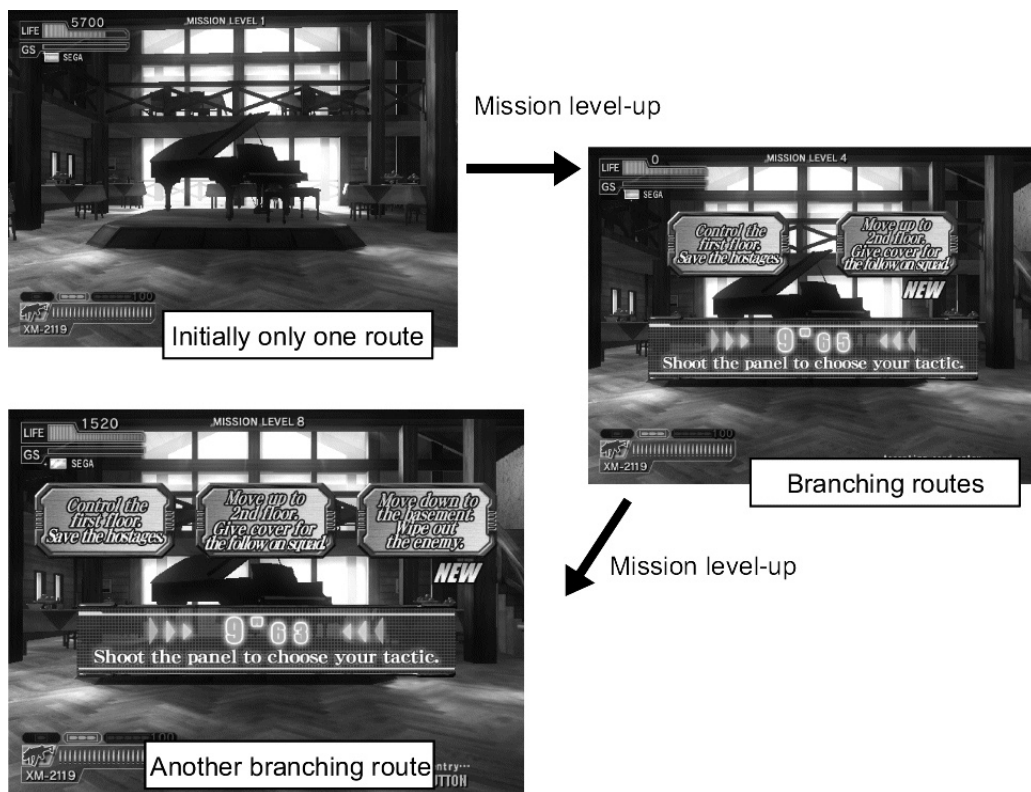 LIFE 5700 MISSION LEVEL 1
GS
SEGA
100
XM-2119
Initially only one route
Mission level-up
LIFE 0 MISSION LEVEL 4
GS
SEGA
Control the
first floor.
Save the hostages.
Move up to
2nd floor.
Give cover for
the follow on squad.
NEW
9"65
Shoot the panel to choose your tactic.
100
XM-2119
Branching routes
Mission level-up
LIFE 1520 MISSION LEVEL 8
GS
SEGA
Control the
first floor.
Save the hostages.
Move up to
2nd floor.
Give cover for
the follow on squad.
Move down to
the basement.
Wipe out
the enemy.
NEW
9"63
Shoot the panel to choose your tactic.
100
XM-2119
Another branching route